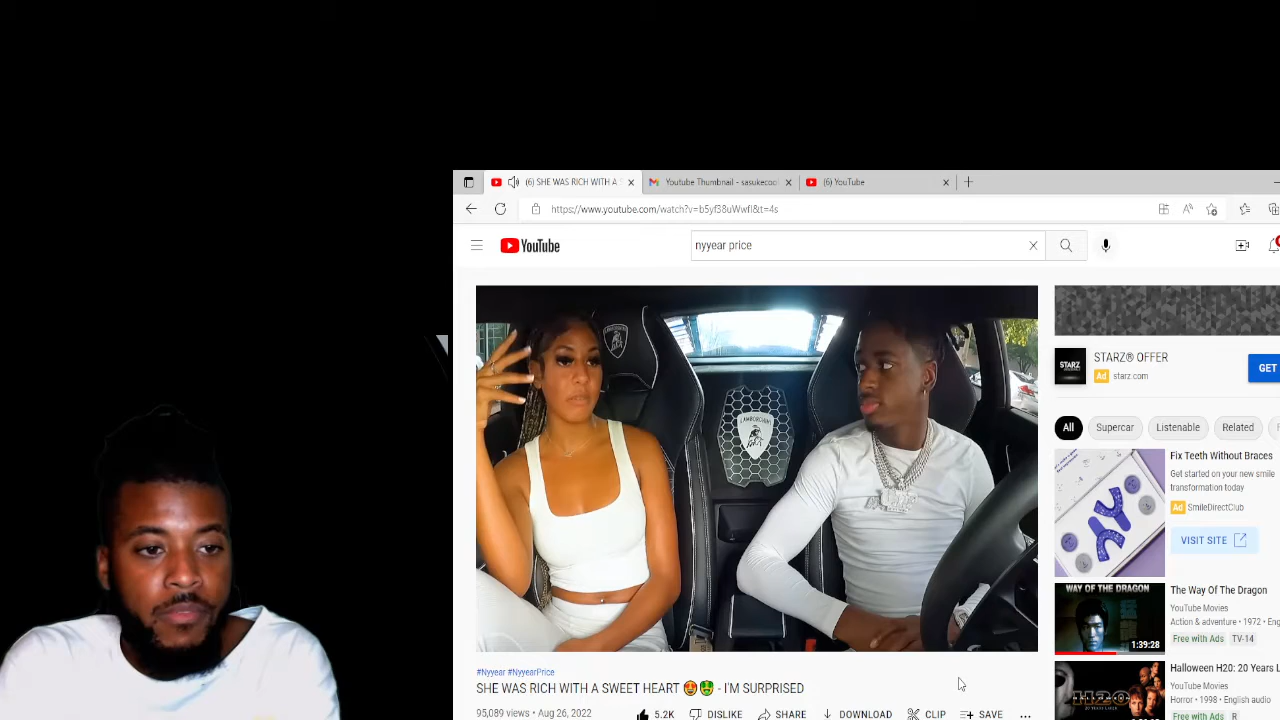 (6) SHE WAS RICH WITH A S
Youtube Thumbnail - sasukecool
(6) YouTube
https://www.youtube.com/watch?v=b5yf38uWwfI&t=4s
YouTube
nyyear price
LAMBORGHINI
STARZ
STARZ® OFFER
Ad starz.com
GET
All
Supercar
Listenable
Related
Fix Teeth Without Braces
Get started on your new smile
transformation today
Ad SmileDirectClub
VISIT SITE
WAY OF THE DRAGON
1:39:28
The Way Of The Dragon
YouTube Movies
Action & adventure • 1972 • Eng
Free with Ads TV-14
H20
Halloween H20: 20 Years L
YouTube Movies
Horror • 1998 • English audio
Free with Ads R
#Nyyear #NyyearPrice
SHE WAS RICH WITH A SWEET HEART 😍🤑 - I'M SURPRISED
95,089 views • Aug 26, 2022
DISLIKE
SHARE
DOWNLOAD
CLIP
SAVE